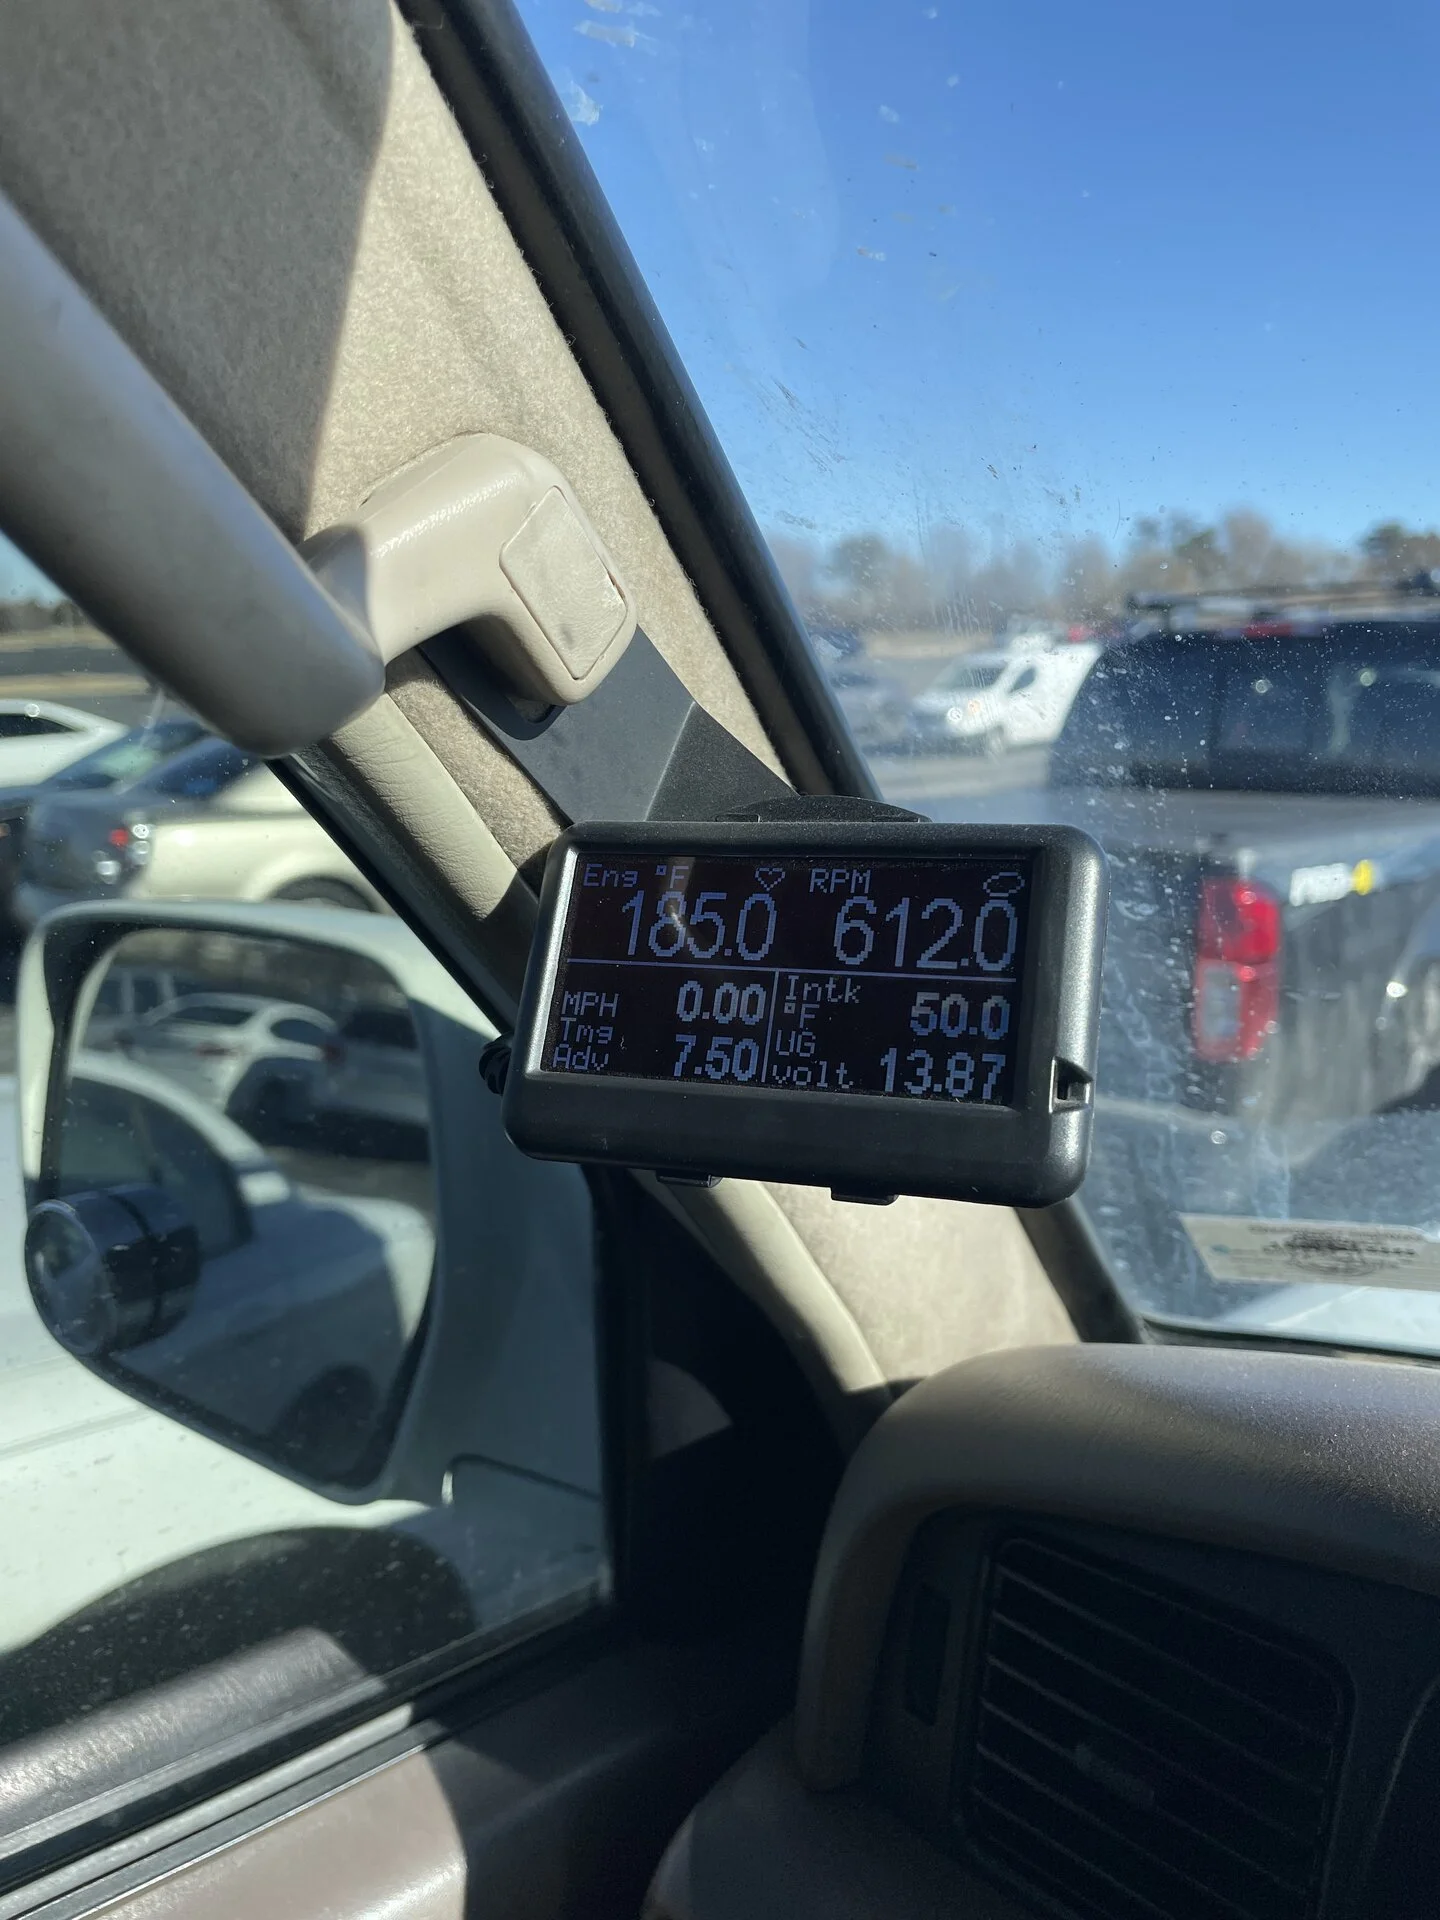 Eng °F
RPM
185.0
612.0
MPH
0.00
Intk
°F
50.0
Tmg
Adv
7.50
UG
volt
13.87